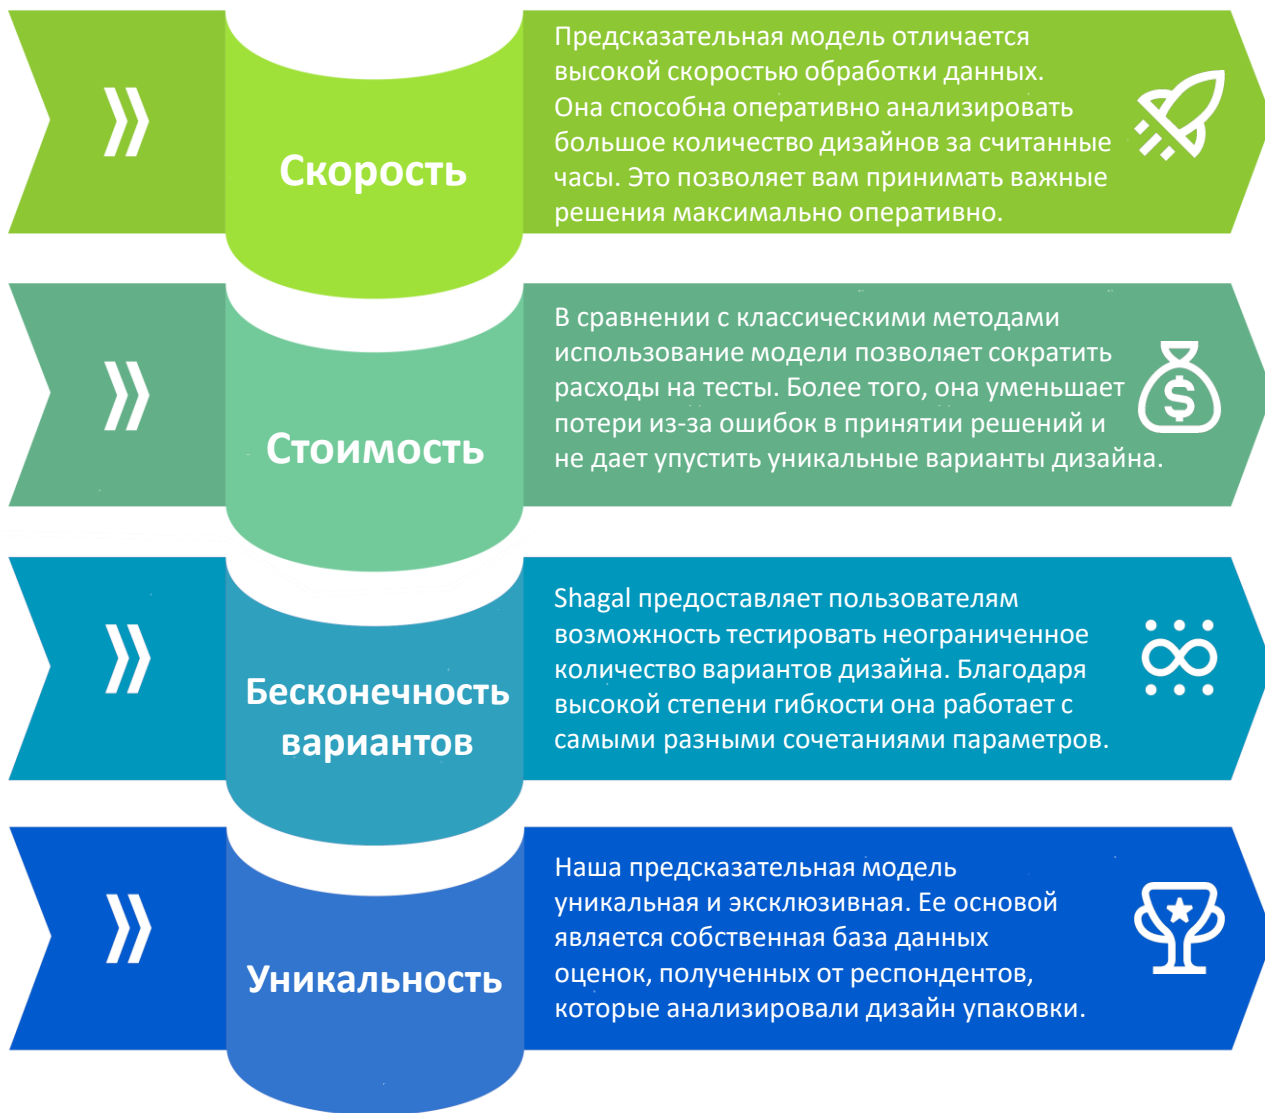 Скорость
Предсказательная модель отличается
высокой скоростью обработки данных.
Она способна оперативно анализировать
большое количество дизайнов за считанные
часы. Это позволяет вам принимать важные
решения максимально оперативно.
Стоимость
В сравнении с классическими методами
использование модели позволяет сократить
расходы на тесты. Более того, она уменьшает
потери из-за ошибок в принятии решений и
не дает упустить уникальные варианты дизайна.
$
Бесконечность
вариантов
Shagal предоставляет пользователям
возможность тестировать неограниченное
количество вариантов дизайна. Благодаря
высокой степени гибкости она работает с
самыми разными сочетаниями параметров.
Уникальность
Наша предсказательная модель
уникальная и эксклюзивная. Ее основой
является собственная база данных
оценок, полученных от респондентов,
которые анализировали дизайн упаковки.